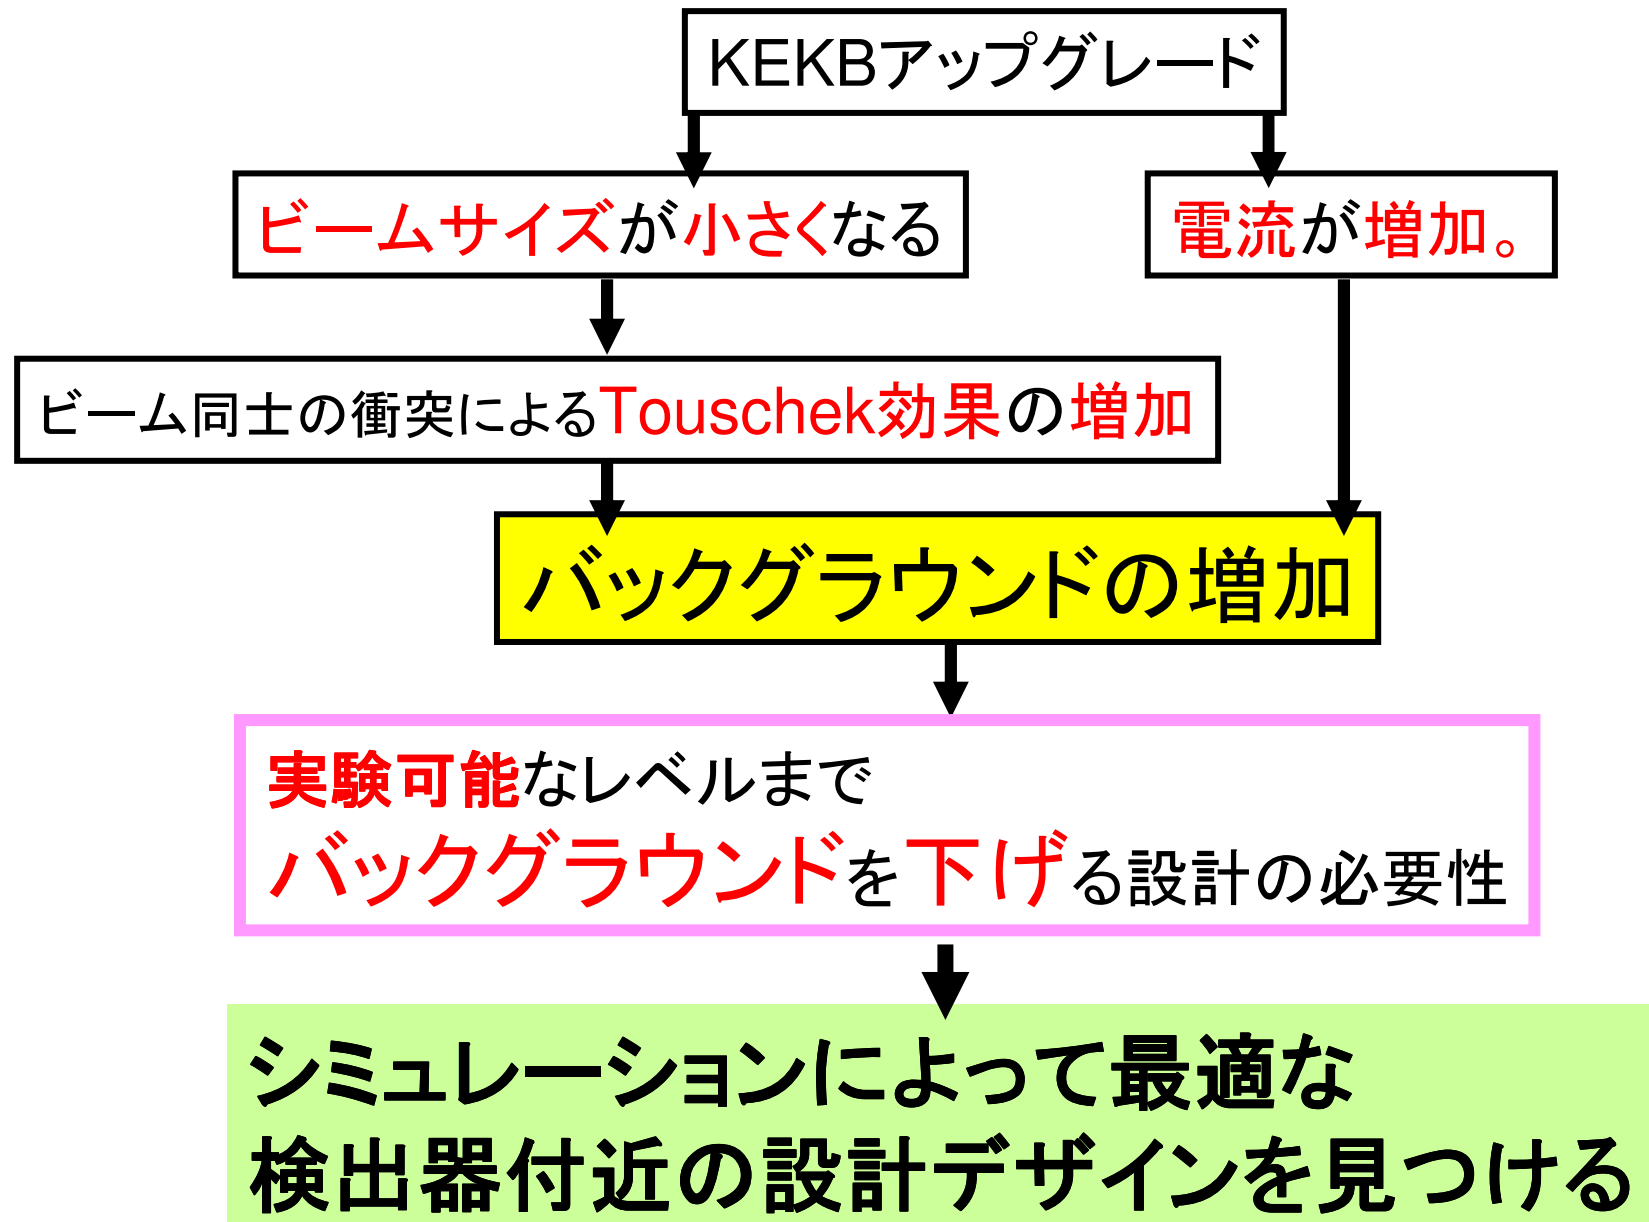 KEKBアップグレード
ビームサイズが小さくなる
電流が増加。
ビーム同士の衝突によるTouschek効果の増加
バックグラウンドの増加
実験可能なレベルまで
バックグラウンドを下げる設計の必要性
シミュレーションによって最適な
検出器付近の設計デザインを見つける